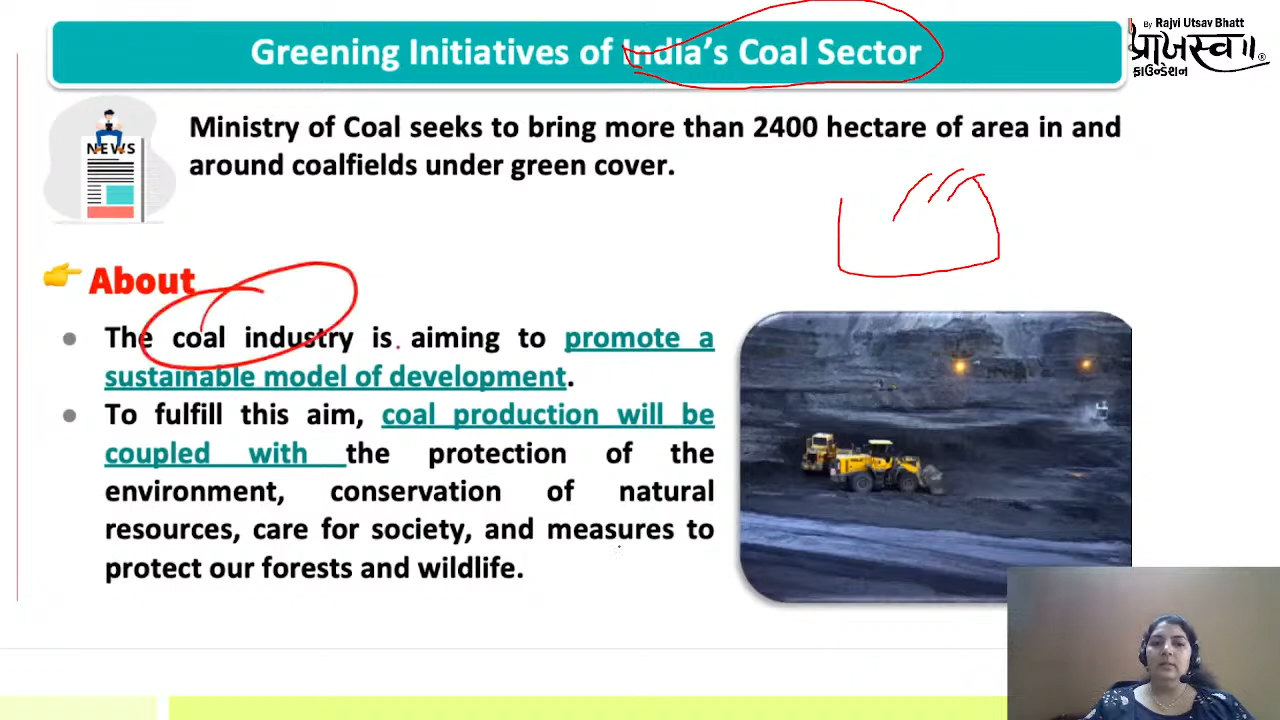 Greening Initiatives of India's Coal Sector
By Rajvi Utsav Bhatt
प्राજસ્વ॥
ફાઉન્ડેશન
NEWS
Ministry of Coal seeks to bring more than 2400 hectare of area in and
around coalfields under green cover.
About
The coal industry is aiming to promote a
sustainable model of development.
To fulfill this aim, coal production will be
coupled with the protection of the
environment, conservation of natural
resources, care for society, and measures to
protect our forests and wildlife.